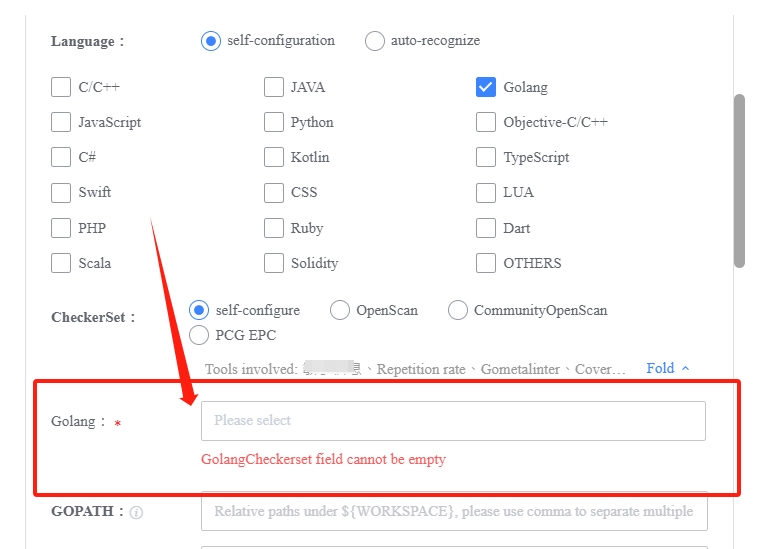 Language : self-configuration auto-recognize
C/C++ JAVA Golang
JavaScript Python Objective-C/C++
C# Kotlin TypeScript
Swift CSS LUA
PHP Ruby Dart
Scala Solidity OTHERS
CheckerSet : self-configure OpenScan CommunityOpenScan
PCG EPC
Tools involved: 、Repetition rate、Gometalinter、Cover… Fold
Golang : * Please select
GolangCheckerset field cannot be empty
GOPATH : Relative paths under ${WORKSPACE}, please use comma to separate multiple